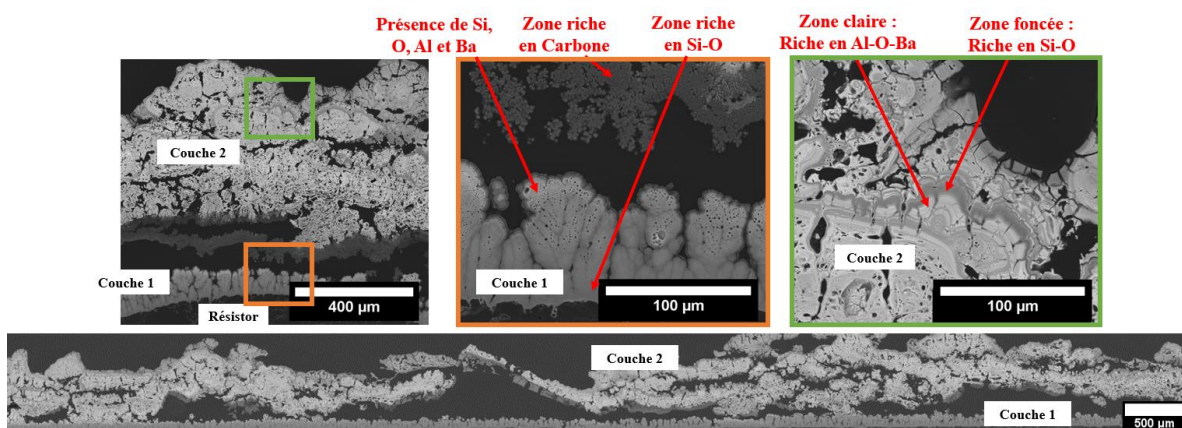 Présence de Si,
O, Al et Ba
Zone riche
en Carbone
Zone riche
en Si-O
Zone claire :
Riche en Al-O-Ba
Zone foncée :
Riche en Si-O
Couche 2
Couche 1
Résistor
400 µm
Couche 1
100 µm
Couche 2
100 µm
Couche 2
Couche 1
500 µm